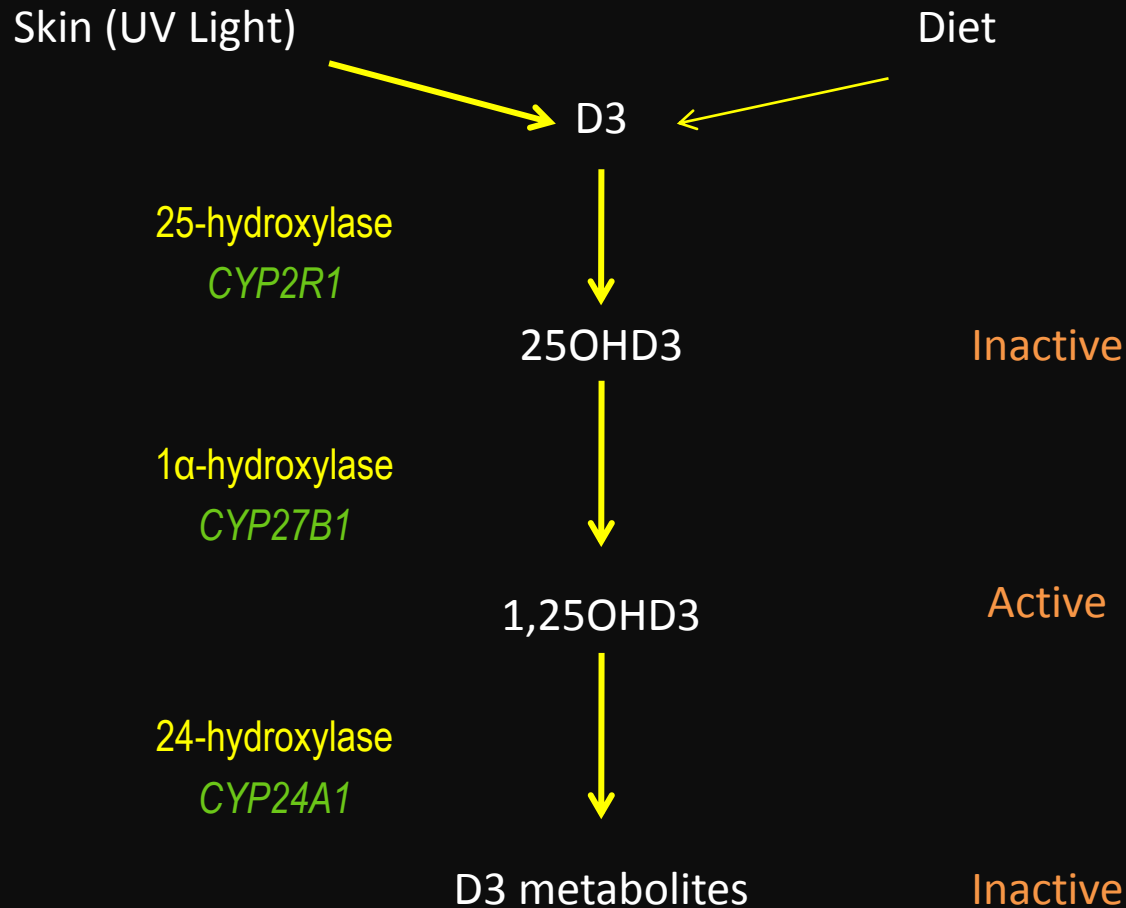 Skin (UV Light)
Diet
D3
25-hydroxylase
CYP2R1
25OHD3
Inactive
1α-hydroxylase
CYP27B1
1,25OHD3
Active
24-hydroxylase
CYP24A1
D3 metabolites
Inactive